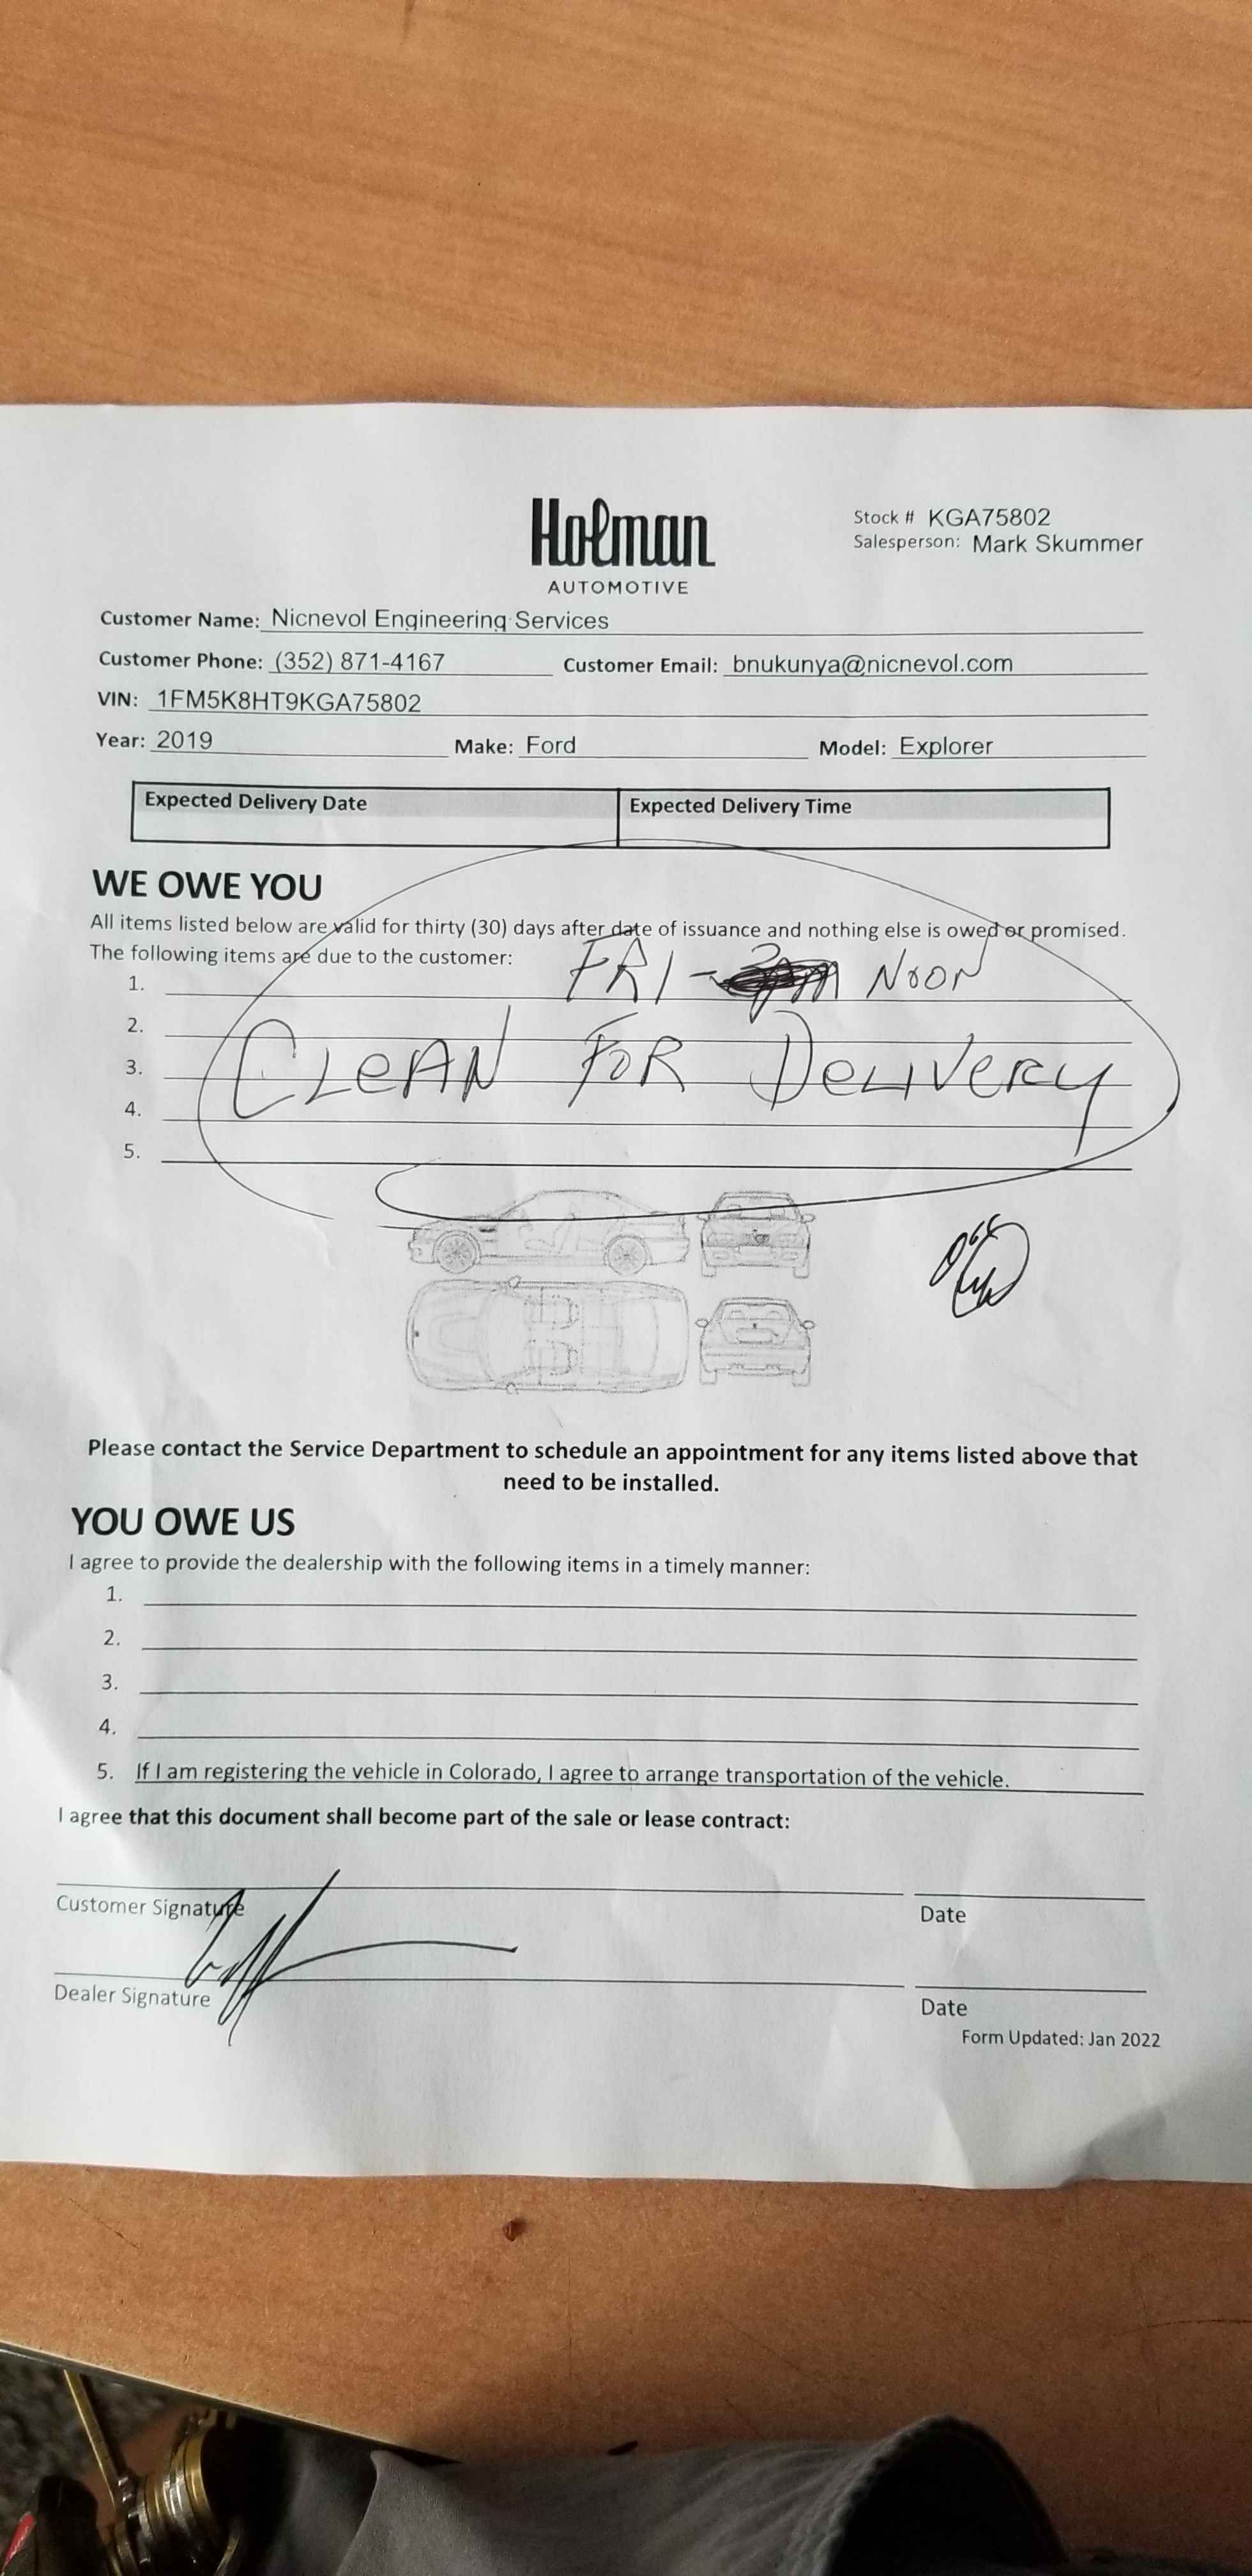 Holman
AUTOMOTIVE
Stock # KGA75802
Salesperson: Mark Skummer
Customer Name: Nicnevol Engineering Services
Customer Phone: (352) 871-4167 Customer Email: bnukunya@nicnevol.com
VIN: 1FM5K8HT9KGA75802
Year: 2019 Make: Ford Model: Explorer
Expected Delivery Date Expected Delivery Time
WE OWE YOU
All items listed below are valid for thirty (30) days after date of issuance and nothing else is owed or promised.
The following items are due to the customer:
1. FRI - NOON
2.
3. CLEAN FOR DELIVERY
4.
5.
Please contact the Service Department to schedule an appointment for any items listed above that
need to be installed.
YOU OWE US
I agree to provide the dealership with the following items in a timely manner:
1.
2.
3.
4.
5. If I am registering the vehicle in Colorado, I agree to arrange transportation of the vehicle.
I agree that this document shall become part of the sale or lease contract:
Customer Signature Date
Dealer Signature Date
Form Updated: Jan 2022